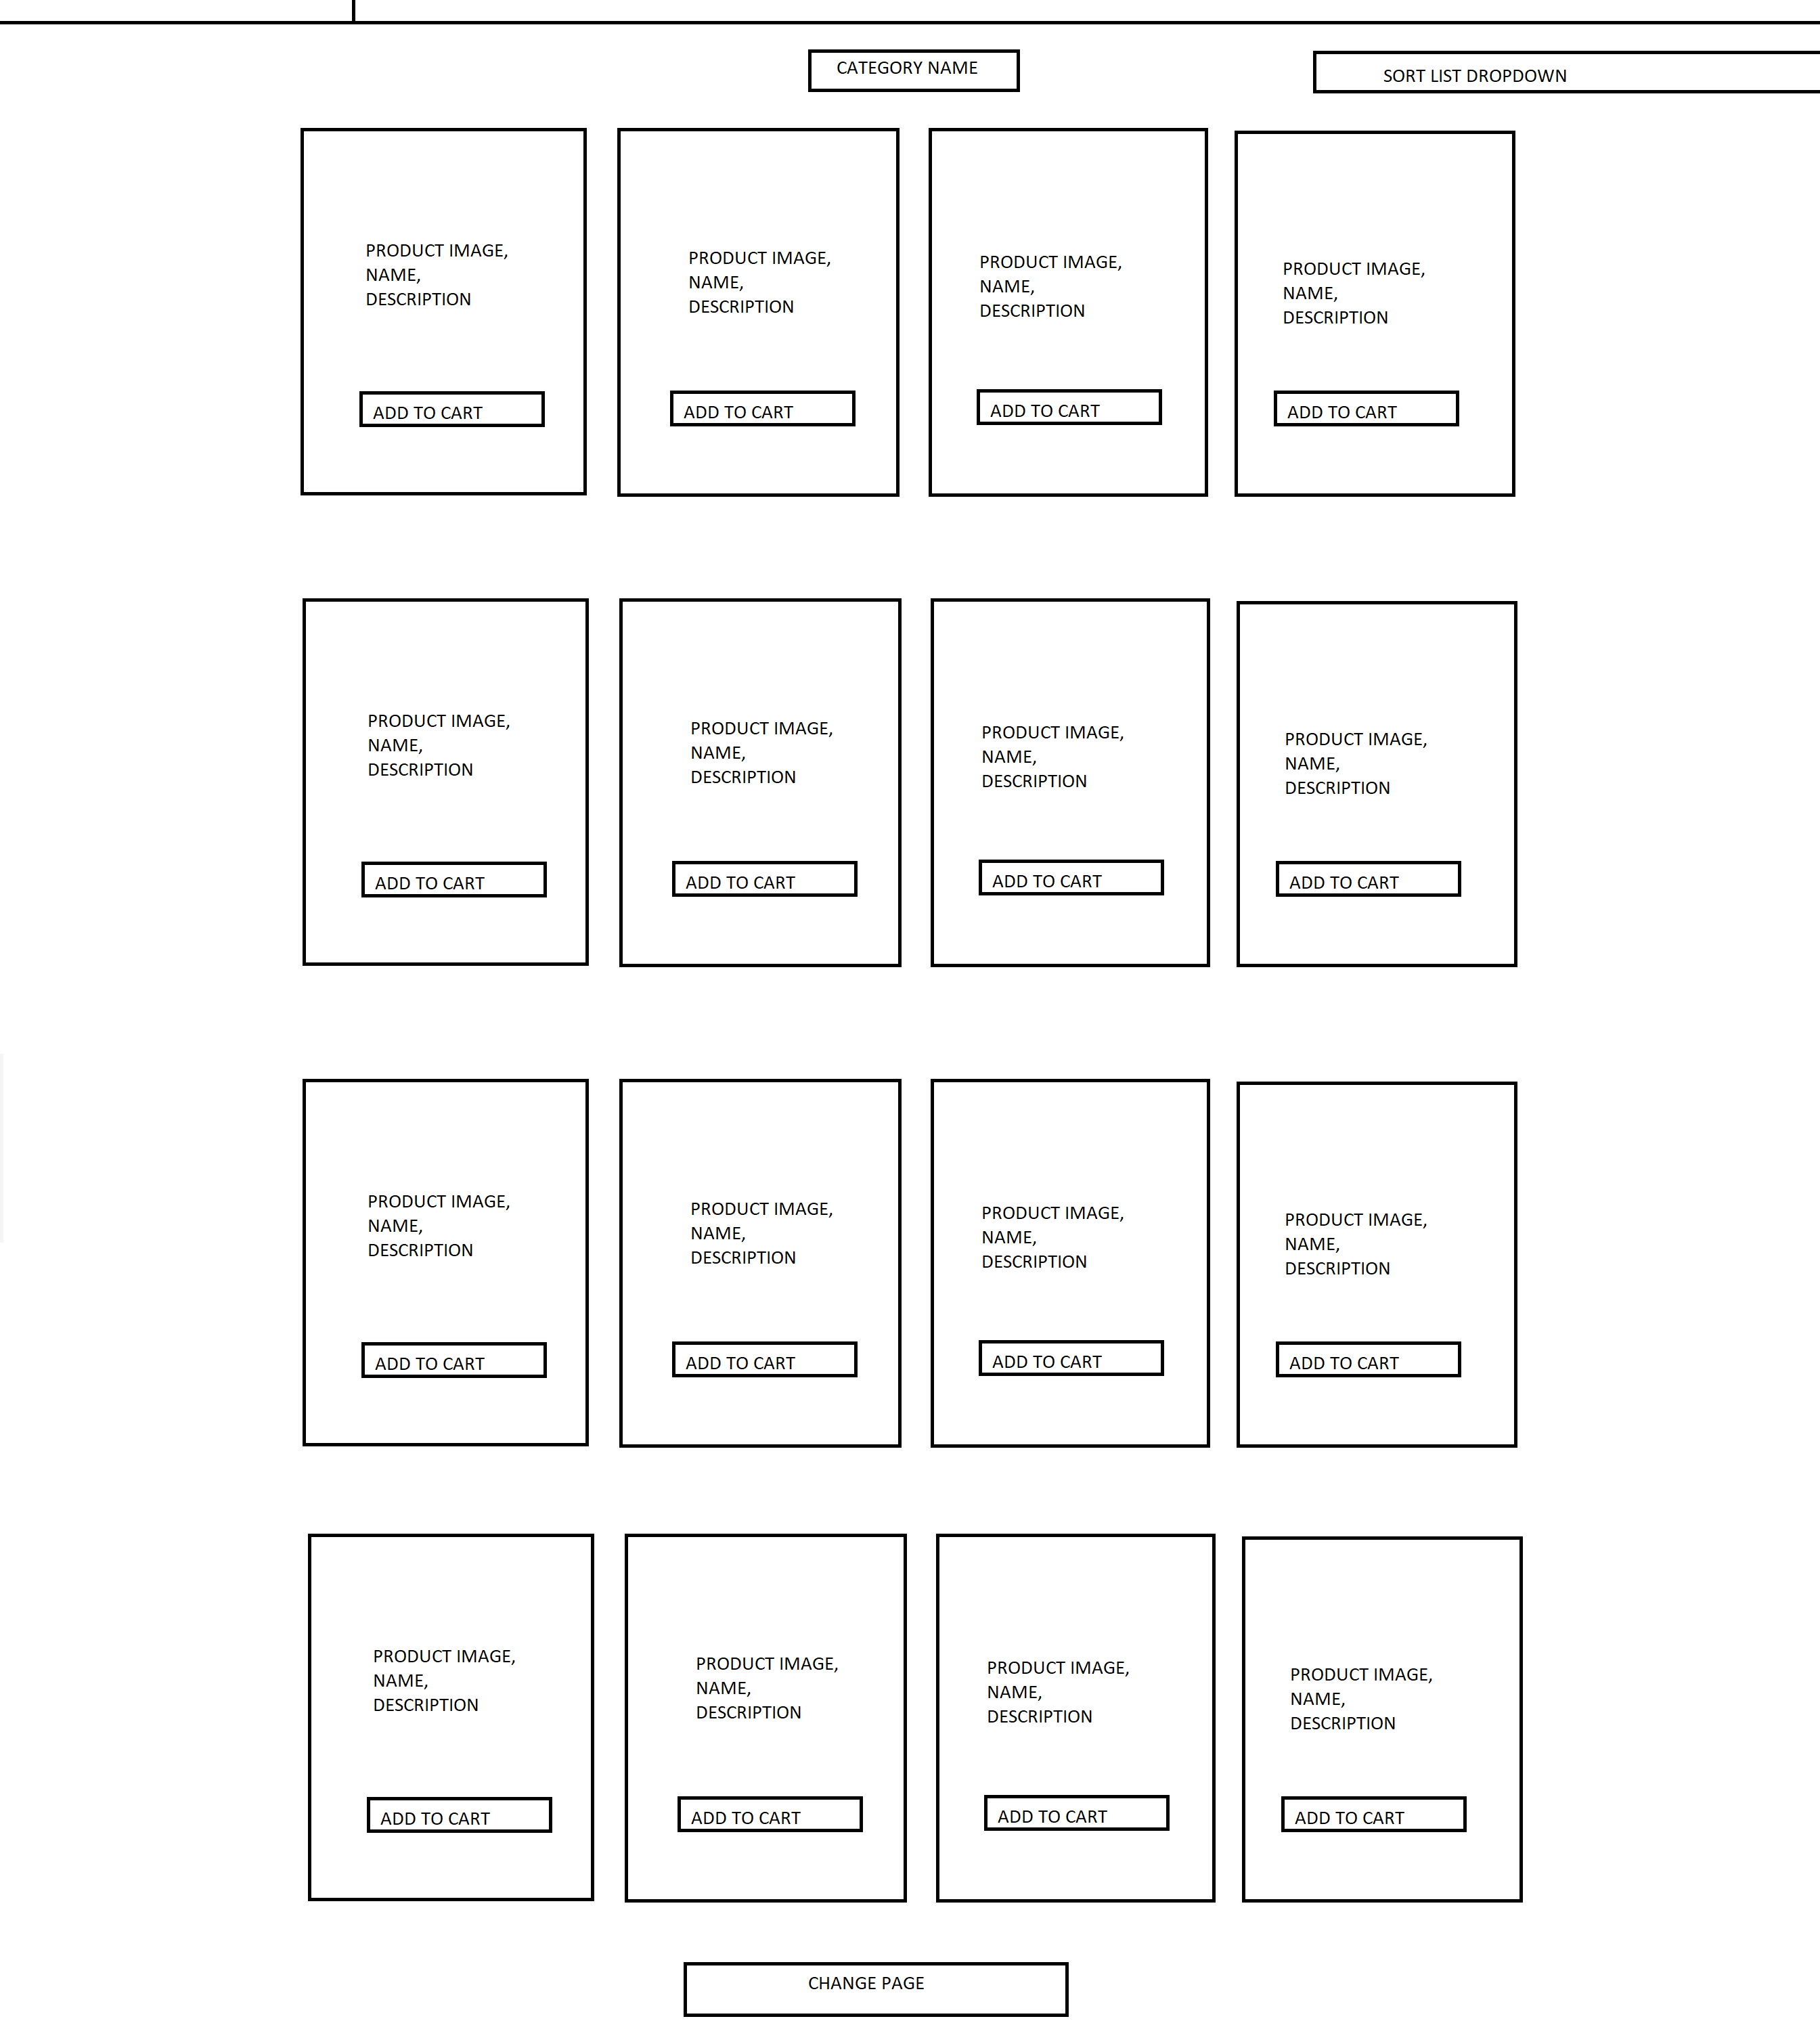 CATEGORY NAME
SORT LIST DROPDOWN
PRODUCT IMAGE,
NAME,
DESCRIPTION
ADD TO CART
PRODUCT IMAGE,
NAME,
DESCRIPTION
ADD TO CART
PRODUCT IMAGE,
NAME,
DESCRIPTION
ADD TO CART
PRODUCT IMAGE,
NAME,
DESCRIPTION
ADD TO CART
PRODUCT IMAGE,
NAME,
DESCRIPTION
ADD TO CART
PRODUCT IMAGE,
NAME,
DESCRIPTION
ADD TO CART
PRODUCT IMAGE,
NAME,
DESCRIPTION
ADD TO CART
PRODUCT IMAGE,
NAME,
DESCRIPTION
ADD TO CART
PRODUCT IMAGE,
NAME,
DESCRIPTION
ADD TO CART
PRODUCT IMAGE,
NAME,
DESCRIPTION
ADD TO CART
PRODUCT IMAGE,
NAME,
DESCRIPTION
ADD TO CART
PRODUCT IMAGE,
NAME,
DESCRIPTION
ADD TO CART
PRODUCT IMAGE,
NAME,
DESCRIPTION
ADD TO CART
PRODUCT IMAGE,
NAME,
DESCRIPTION
ADD TO CART
PRODUCT IMAGE,
NAME,
DESCRIPTION
ADD TO CART
PRODUCT IMAGE,
NAME,
DESCRIPTION
ADD TO CART
CHANGE PAGE